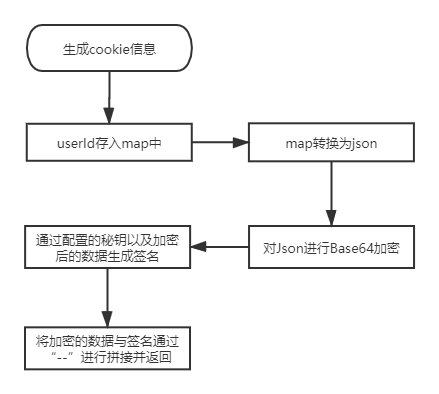 生成cookie信息
userId存入map中
map转换为json
对Json进行Base64加密
通过配置的秘钥以及加密
后的数据生成签名
将加密的数据与签名通过
“--”进行拼接并返回